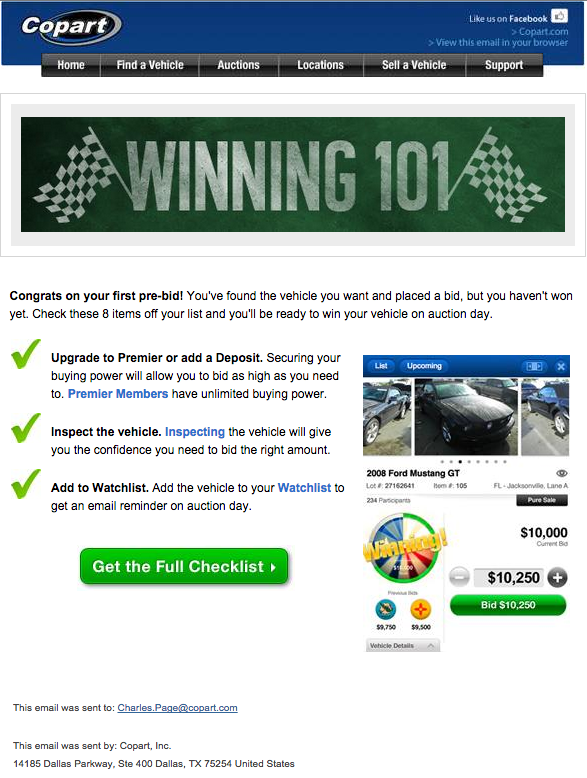 Copart
Like us on Facebook
> Copart.com
> View this email in your browser
Home Find a Vehicle Auctions Locations Sell a Vehicle Support
WINNING 101
Congrats on your first pre-bid! You've found the vehicle you want and placed a bid, but you haven't won
yet. Check these 8 items off your list and you'll be ready to win your vehicle on auction day.
Upgrade to Premier or add a Deposit. Securing your
buying power will allow you to bid as high as you need
to. Premier Members have unlimited buying power.
Inspect the vehicle. Inspecting the vehicle will give
you the confidence you need to bid the right amount.
Add to Watchlist. Add the vehicle to your Watchlist to
get an email reminder on auction day.
Get the Full Checklist
List Upcoming
2008 Ford Mustang GT
Lot #: 27162641 Item #: 105 FL - Jacksonville, Lane A
234 Participants
Pure Sale
Winning!
$10,000
$10,000
Current Bid
$10,250
Bid $10,250
Previous Bids
$9,750 $9,500
Vehicle Details
This email was sent to: Charles.Page@copart.com
This email was sent by: Copart, Inc.
14185 Dallas Parkway, Ste 400 Dallas, TX 75254 United States